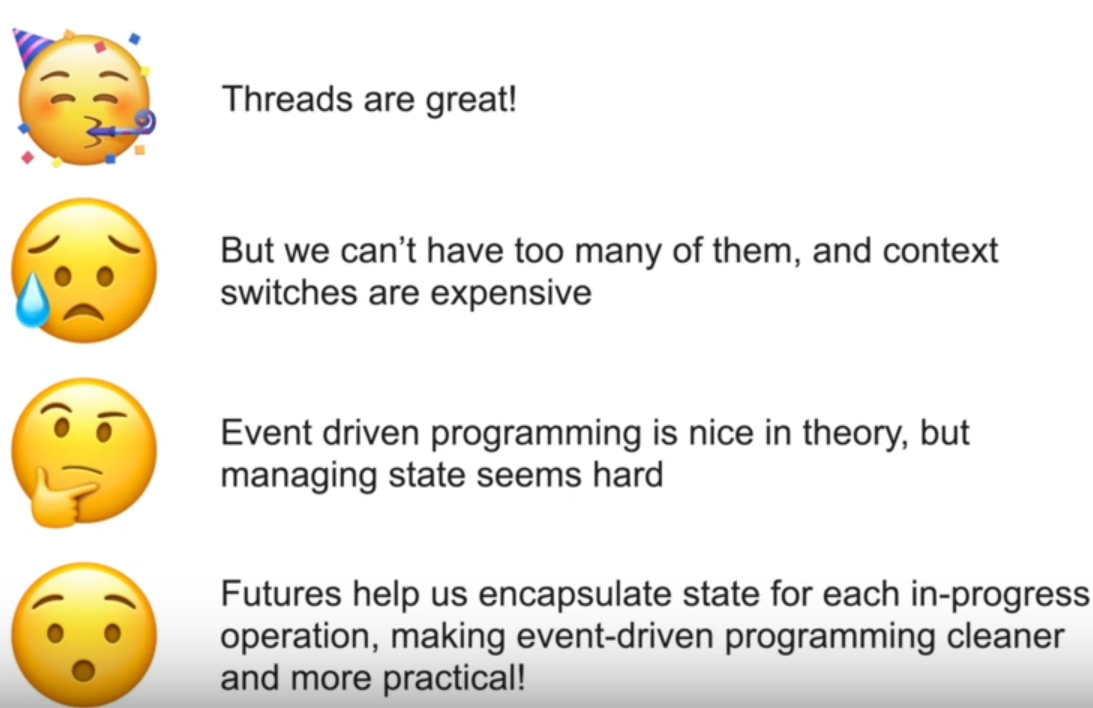 Threads are great!
But we can’t have too many of them, and context
switches are expensive
Event driven programming is nice in theory, but
managing state seems hard
Futures help us encapsulate state for each in-progress
operation, making event-driven programming cleaner
and more practical!